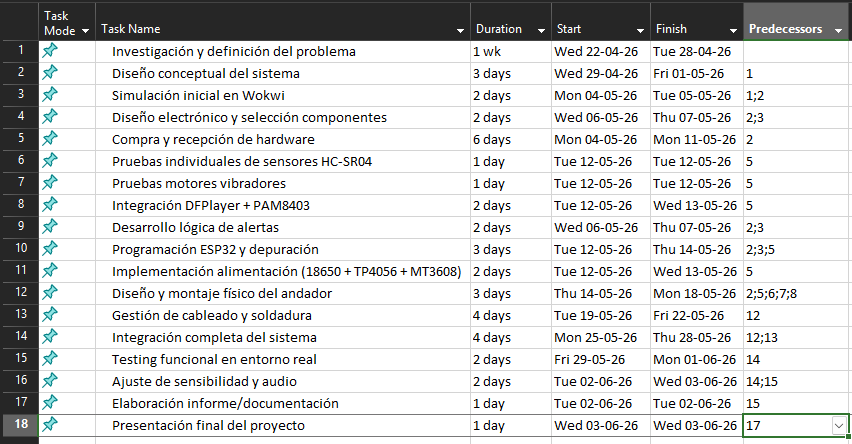 Task Mode Task Name Duration Start Finish Predecessors
1 Investigación y definición del problema 1 wk Wed 22-04-26 Tue 28-04-26
2 Diseño conceptual del sistema 3 days Wed 29-04-26 Fri 01-05-26 1
3 Simulación inicial en Wokwi 2 days Mon 04-05-26 Tue 05-05-26 1;2
4 Diseño electrónico y selección componentes 2 days Wed 06-05-26 Thu 07-05-26 2;3
5 Compra y recepción de hardware 6 days Mon 04-05-26 Mon 11-05-26 2
6 Pruebas individuales de sensores HC-SR04 1 day Tue 12-05-26 Tue 12-05-26 5
7 Pruebas motores vibradores 1 day Tue 12-05-26 Tue 12-05-26 5
8 Integración DFPlayer + PAM8403 2 days Tue 12-05-26 Wed 13-05-26 5
9 Desarrollo lógica de alertas 2 days Wed 06-05-26 Thu 07-05-26 2;3
10 Programación ESP32 y depuración 3 days Tue 12-05-26 Thu 14-05-26 2;3;5
11 Implementación alimentación (18650 + TP4056 + MT3608) 2 days Tue 12-05-26 Wed 13-05-26 5
12 Diseño y montaje físico del andador 3 days Thu 14-05-26 Mon 18-05-26 2;5;6;7;8
13 Gestión de cableado y soldadura 4 days Tue 19-05-26 Fri 22-05-26 12
14 Integración completa del sistema 4 days Mon 25-05-26 Thu 28-05-26 12;13
15 Testing funcional en entorno real 2 days Fri 29-05-26 Mon 01-06-26 14
16 Ajuste de sensibilidad y audio 2 days Tue 02-06-26 Wed 03-06-26 14;15
17 Elaboración informe/documentación 1 day Tue 02-06-26 Tue 02-06-26 15
18 Presentación final del proyecto 1 day Wed 03-06-26 Wed 03-06-26 17